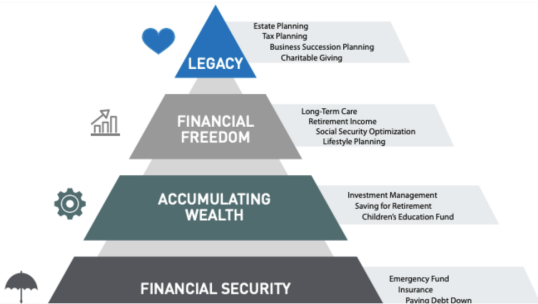 LEGACY
Estate Planning
Tax Planning
Business Succession Planning
Charitable Giving
FINANCIAL
FREEDOM
Long-Term Care
Retirement Income
Social Security Optimization
Lifestyle Planning
ACCUMULATING
WEALTH
Investment Management
Saving for Retirement
Children's Education Fund
FINANCIAL SECURITY
Emergency Fund
Insurance
Paying Debt Down